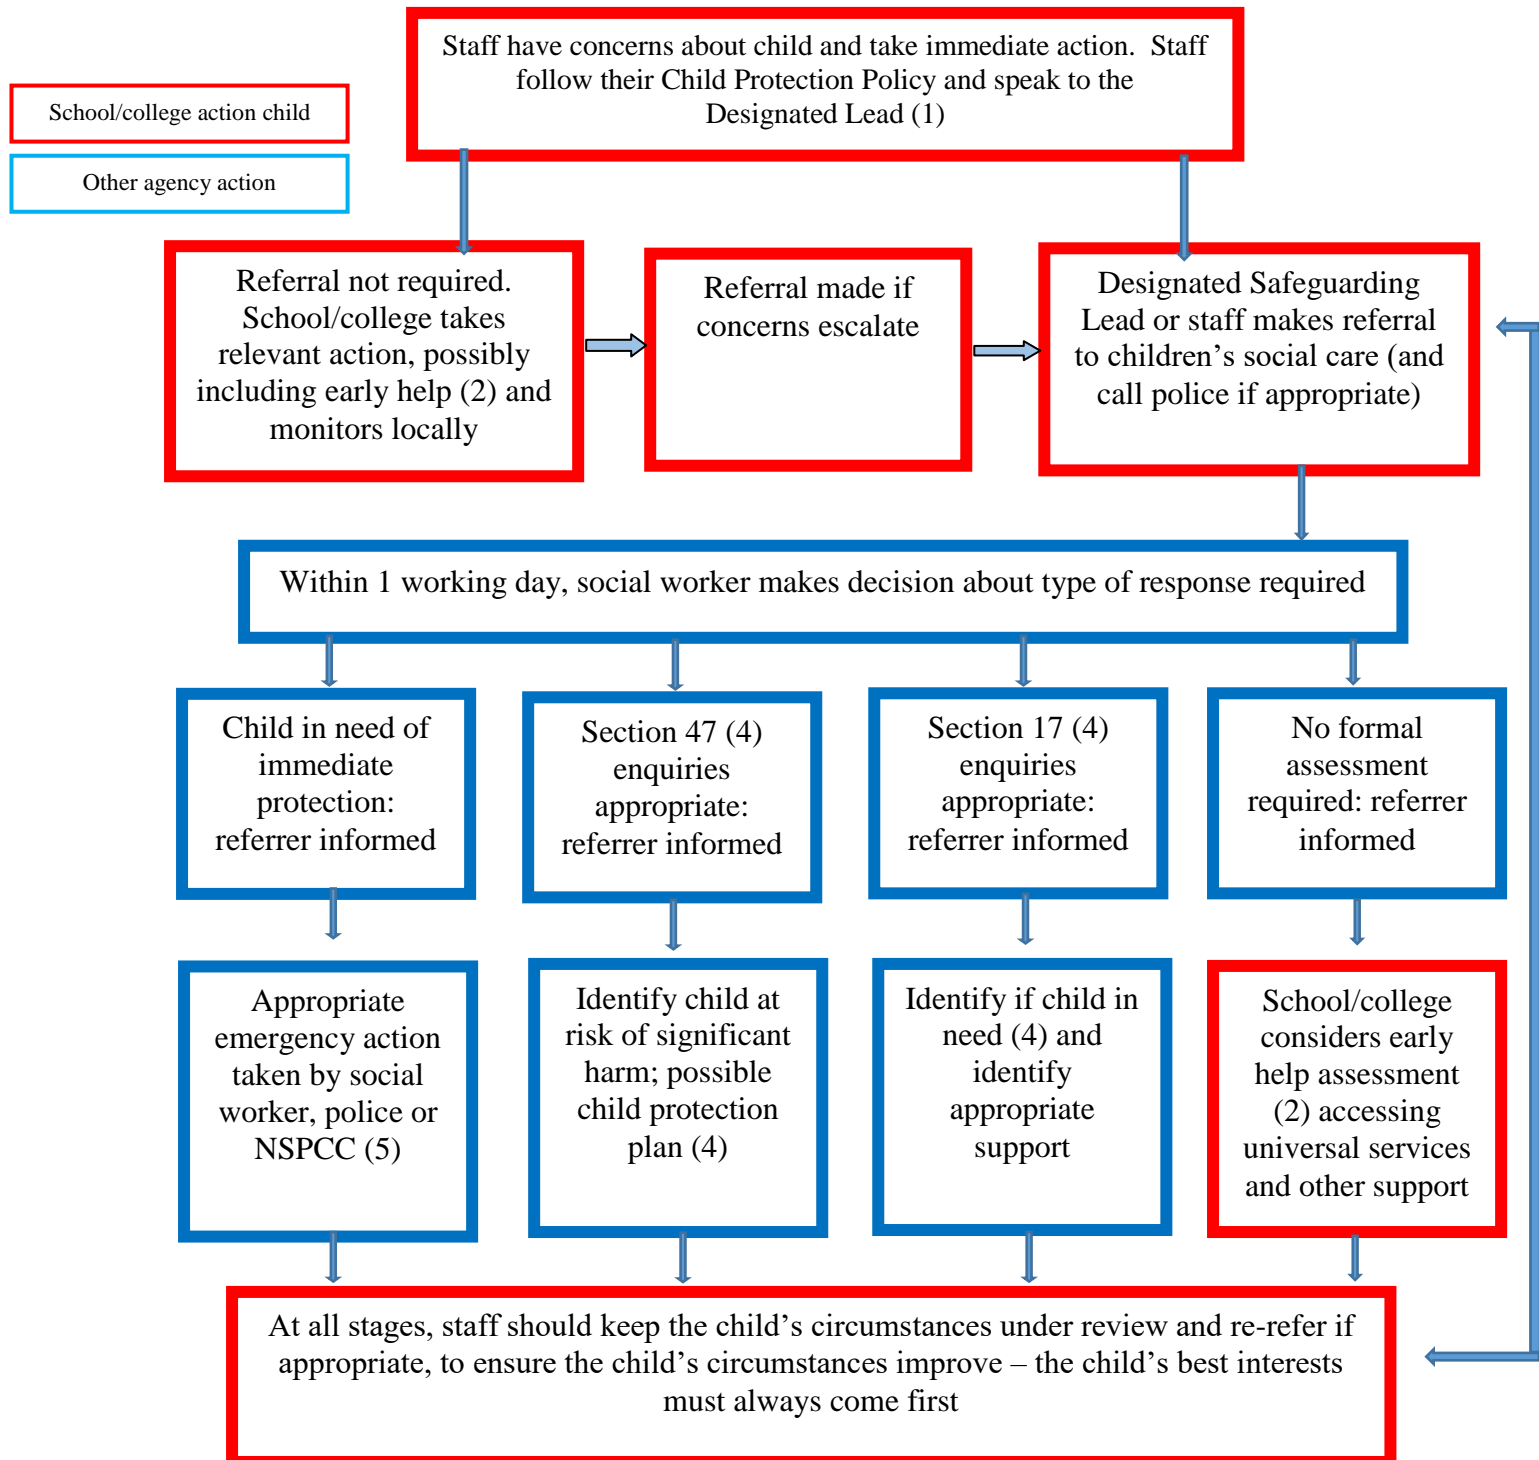 Staff have concerns about child and take immediate action.  Staff
follow their Child Protection Policy and speak to the
Designated Lead (1)
School/college action child
Other agency action
Referral not required.
School/college takes
relevant action, possibly
including early help (2) and
monitors locally
Referral made if
concerns escalate
Designated Safeguarding
Lead or staff makes referral
to children’s social care (and
call police if appropriate)
Within 1 working day, social worker makes decision about type of response required
Child in need of
immediate
protection:
referrer informed
Section 47 (4)
enquiries
appropriate:
referrer informed
Section 17 (4)
enquiries
appropriate:
referrer informed
No formal
assessment
required: referrer
informed
Appropriate
emergency action
taken by social
worker, police or
NSPCC (5)
Identify child at
risk of significant
harm; possible
child protection
plan (4)
Identify if child in
need (4) and
identify
appropriate
support
School/college
considers early
help assessment
(2) accessing
universal services
and other support
At all stages, staff should keep the child’s circumstances under review and re-refer if
appropriate, to ensure the child’s circumstances improve – the child’s best interests
must always come first